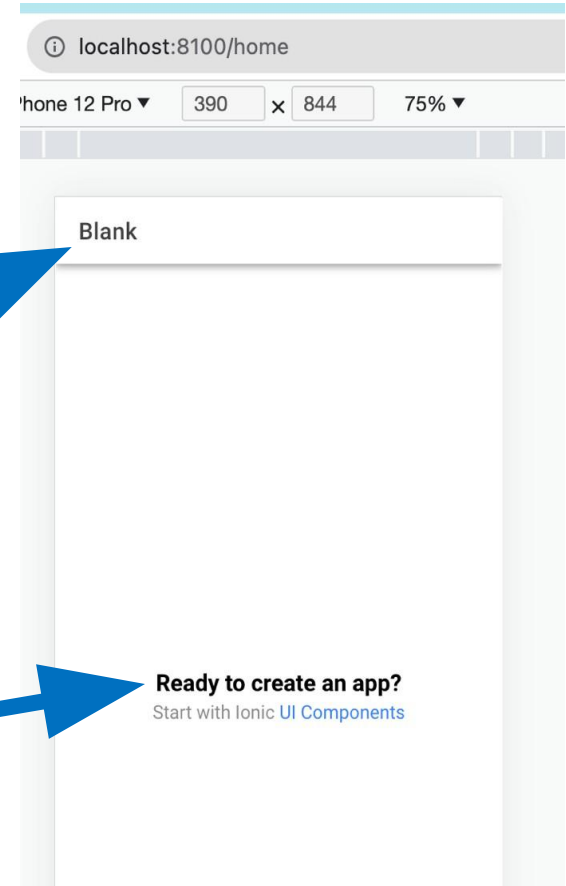 localhost:8100/home
hone 12 Pro ▼ 390 × 844 75% ▼
Blank
Ready to create an app?
Start with Ionic UI Components